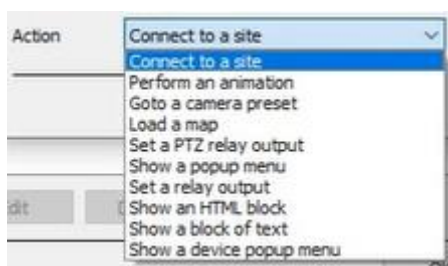 Action Connect to a site
Connect to a site
Perform an animation
Goto a camera preset
Load a map
Set a PTZ relay output
Show a popup menu
Set a relay output
Show an HTML block
Show a block of text
Show a device popup menu